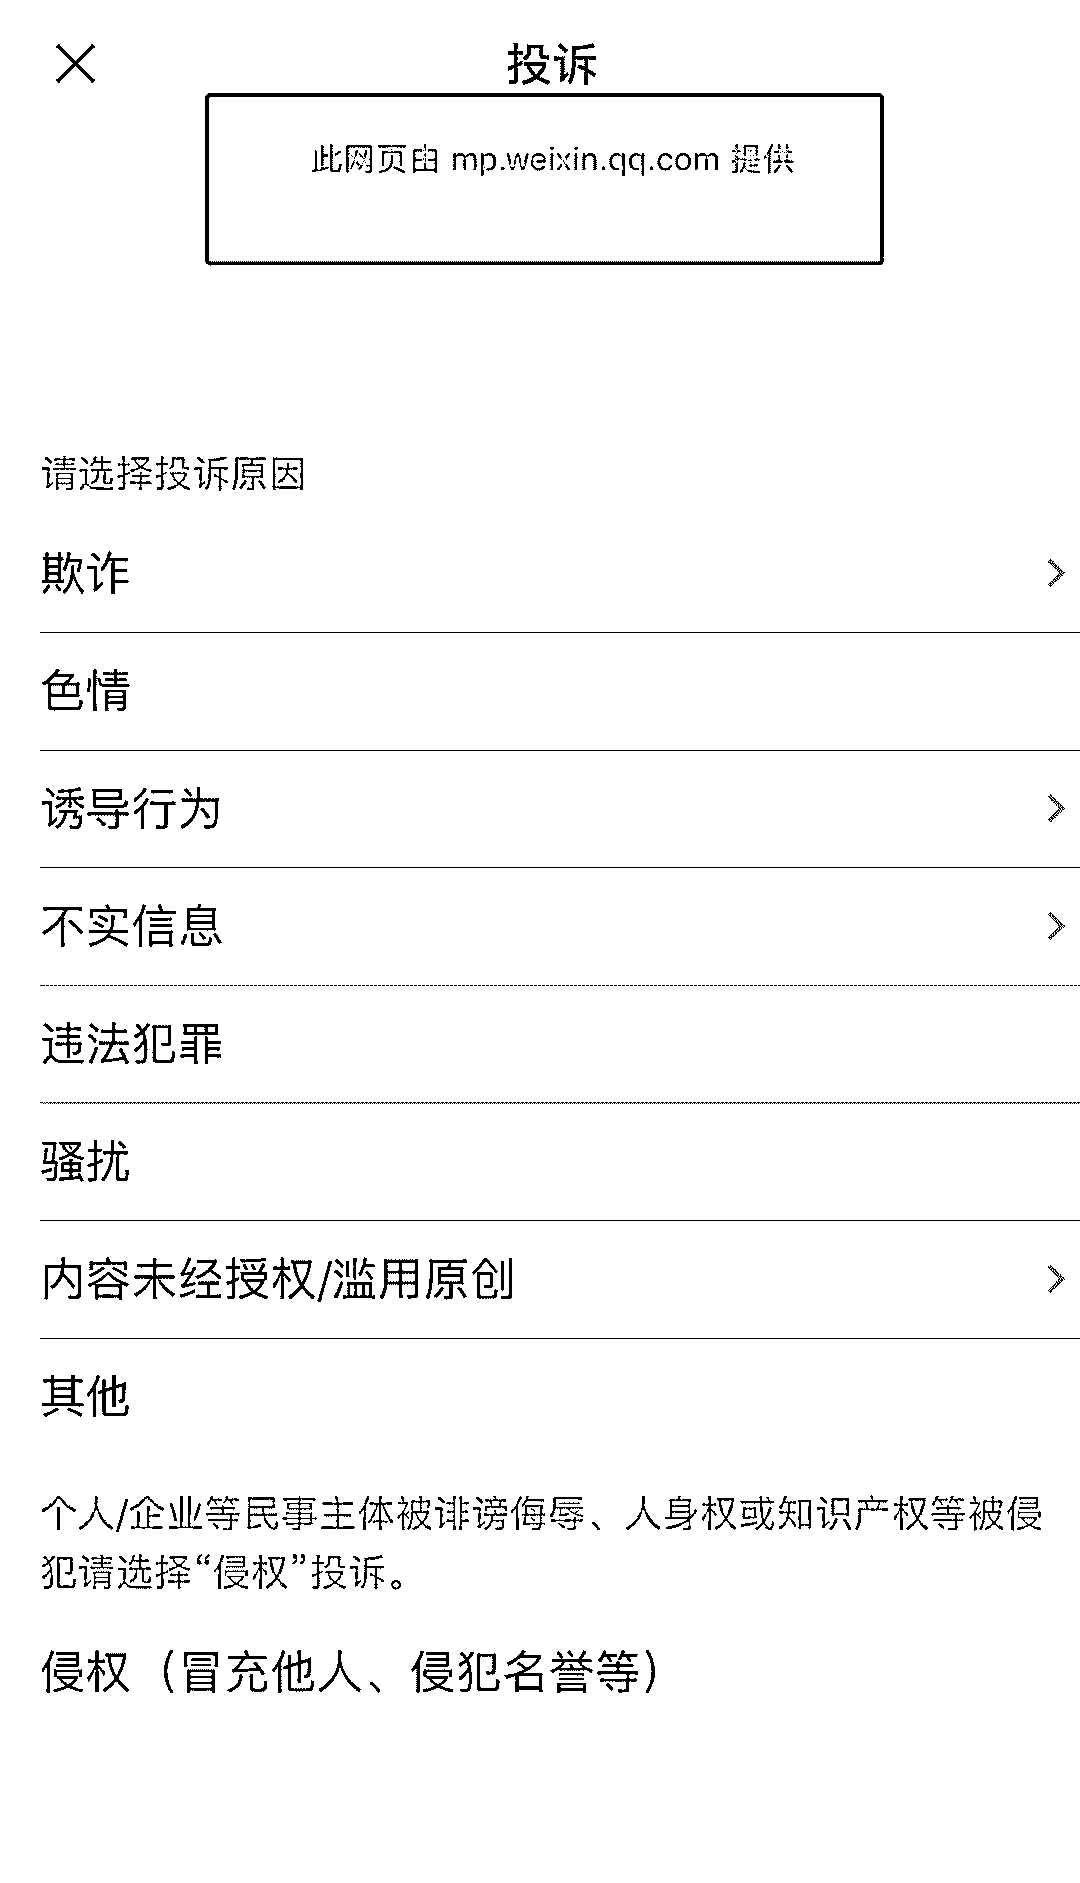 投诉
此网页由 mp.weixin.qq.com 提供
请选择投诉原因
欺诈
色情
诱导行为
不实信息
违法犯罪
骚扰
内容未经授权/滥用原创
其他
个人/企业等民事主体被诽谤侮辱、人身权或知识产权等被侵
犯请选择“侵权”投诉。
侵权（冒充他人、侵犯名誉等）